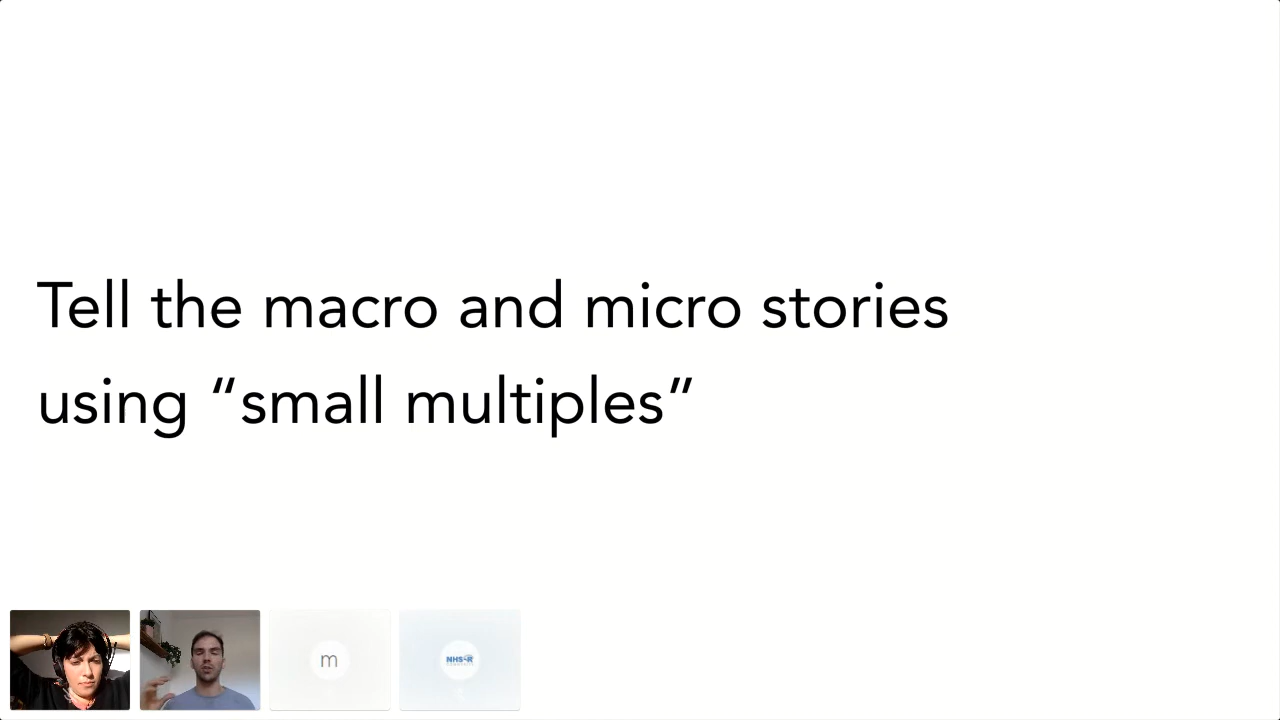 Tell the macro and micro stories
using “small multiples”
m
NHS-R